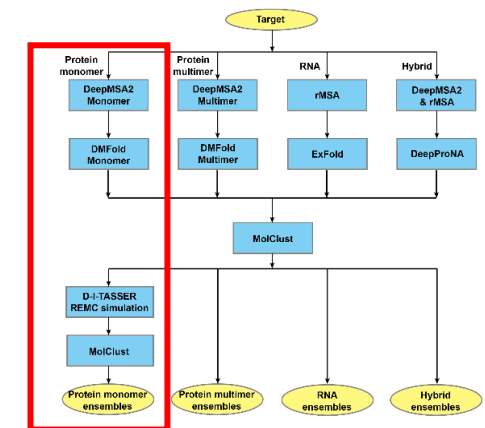 Target
Protein
monomer
Protein
multimer
RNA
Hybrid
DeepMSA2
Monomer
DeepMSA2
Multimer
rMSA
DeepMSA2
& rMSA
DMFold
Monomer
DMFold
Multimer
ExFold
DeepProNA
MolClust
D-I-TASSER
REMC simulation
MolClust
Protein monomer
ensembles
Protein multimer
ensembles
RNA
ensembles
Hybrid
ensembles